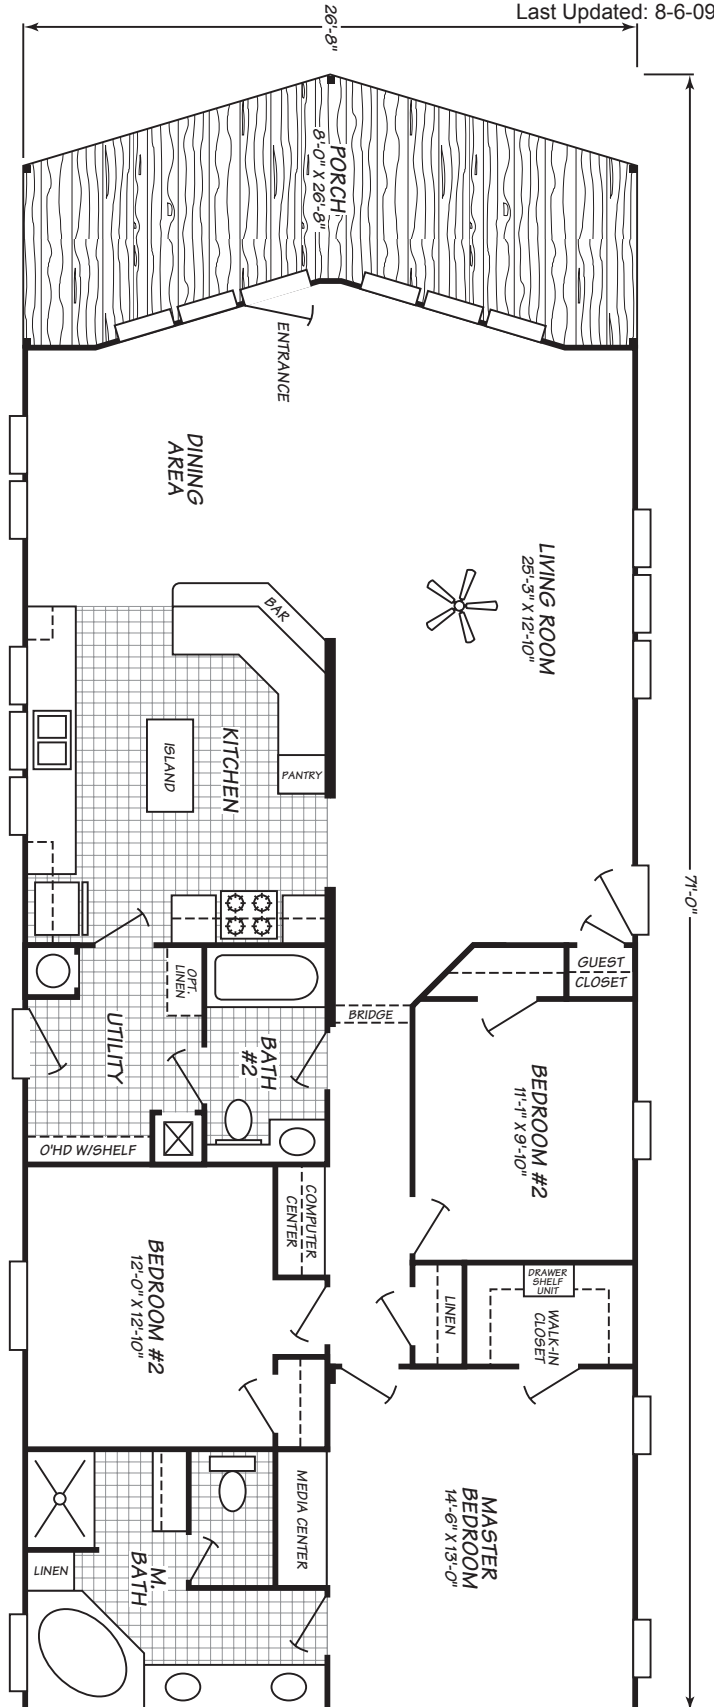 Last Updated: 8-6-09
26'-8"
PORCH
8'-0" X 26'-8"
ENTRANCE
DINING
AREA
LIVING ROOM
25'-3" X 12'-10"
BAR
KITCHEN
ISLAND
PANTRY
71'-0"
GUEST
CLOSET
OPT.
LINEN
UTILITY
BATH
#2
BRIDGE
BEDROOM #2
11'-1" X 9'-10"
O'HD W/SHELF
COMPUTER
CENTER
BEDROOM #2
12'-0" X 12'-10"
LINEN
DRAWER
SHELF
UNIT
WALK-IN
CLOSET
MEDIA CENTER
MASTER
BEDROOM
14'-6" X 13'-0"
LINEN
M.
BATH